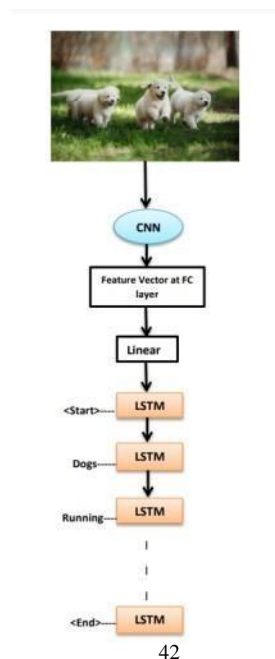 CNN
Feature Vector at FC
layer
Linear
<Start>---- LSTM
Dogs---- LSTM
Running---- LSTM
<End>---- LSTM
42